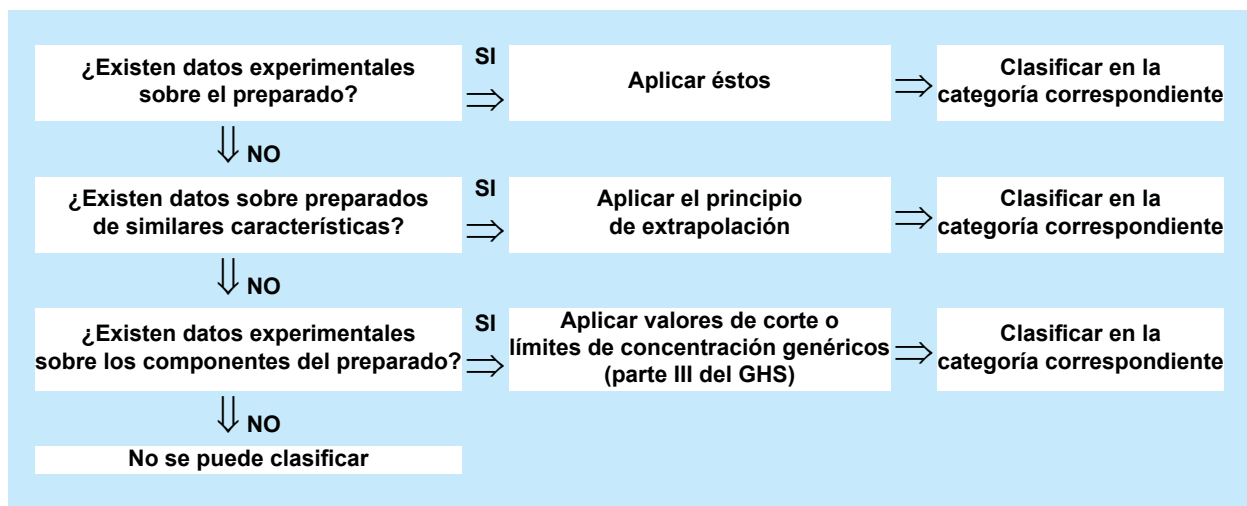 ¿Existen datos experimentales
sobre el preparado?
SI
Aplicar éstos
Clasificar en la
categoría correspondiente
NO
¿Existen datos sobre preparados
de similares características?
SI
Aplicar el principio
de extrapolación
Clasificar en la
categoría correspondiente
NO
¿Existen datos experimentales
sobre los componentes del preparado?
SI
Aplicar valores de corte o
límites de concentración genéricos
(parte III del GHS)
Clasificar en la
categoría correspondiente
NO
No se puede clasificar